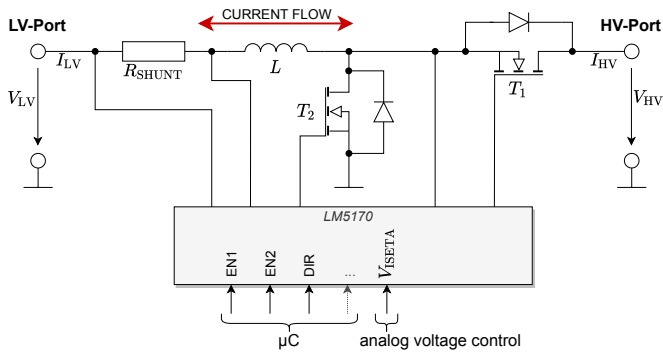 LV-Port
CURRENT FLOW
HV-Port
I_LV
R_SHUNT
L
I_HV
T_1
V_LV
T_2
V_HV
LM5170
EN1
EN2
DIR
...
V_ISETA
µC
analog voltage control